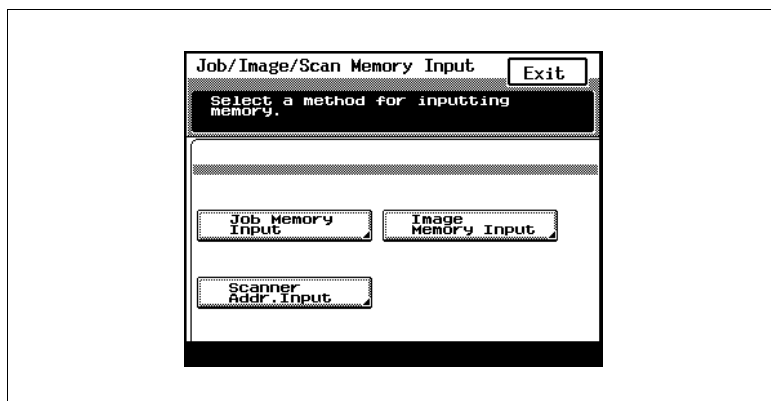 Job/Image/Scan Memory Input
Exit
Select a method for inputting
memory.
Job Memory
Input
Image
Memory Input
Scanner
Addr.Input